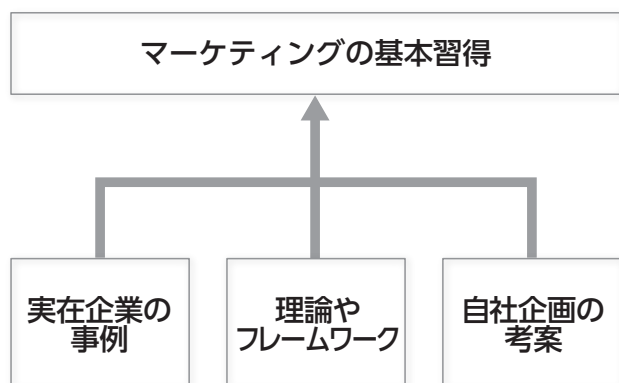 マーケティングの基本習得
実在企業の
事例
理論や
フレームワーク
自社企画の
考案